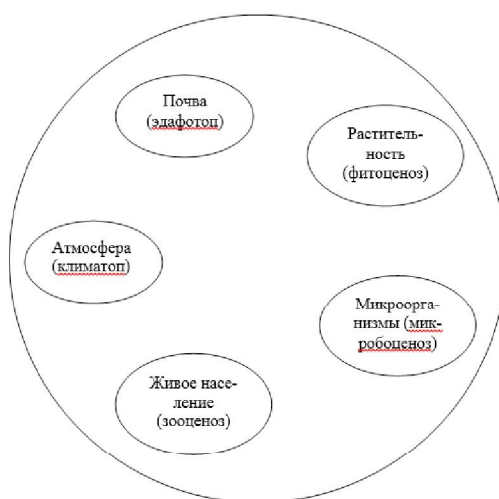 Почва
(эдафотоп)
Раститель-
ность
(фитоценоз)
Атмосфера
(климатоп)
Микроорга-
низмы (мик-
робоценоз)
Живое насе-
ление
(зооценоз)